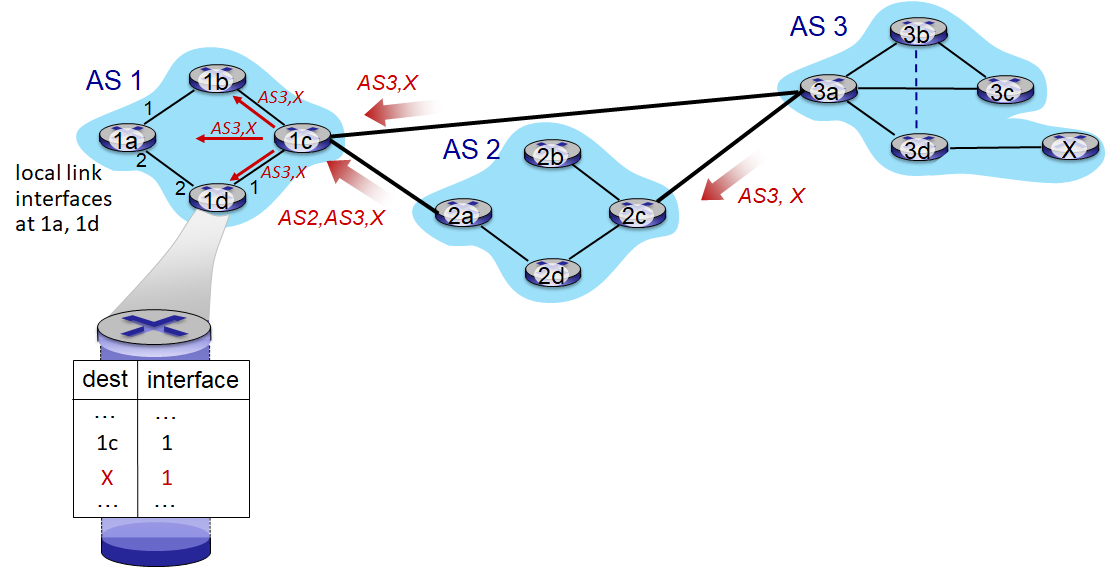 AS 3
3b
3a
3c
3d
X
AS 1
1b
AS3,X
AS3,X
1
AS3,X
1a
1c
2
AS3,X
2
1d
1
local link
interfaces
at 1a, 1d
AS2,AS3,X
AS 2
2b
2a
2c
2d
AS3, X
dest interface
... ...
1c 1
X 1
... ...